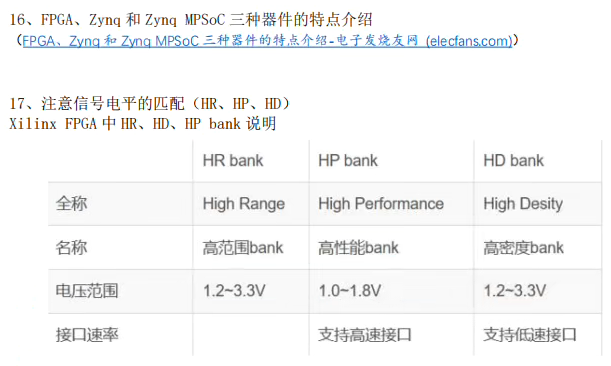 16、FPGA、Zynq 和 Zynq MPSoC 三种器件的特点介绍
（FPGA、Zynq 和 Zynq MPSoC 三种器件的特点介绍-电子发烧友网 (elecfans.com)）
17、注意信号电平的匹配（HR、HP、HD）
Xilinx FPGA 中 HR、HD、HP bank 说明
HR bank HP bank HD bank
全称 High Range High Performance High Desity
名称 高范围bank 高性能bank 高密度bank
电压范围 1.2~3.3V 1.0~1.8V 1.2~3.3V
接口速率 支持高速接口 支持低速接口